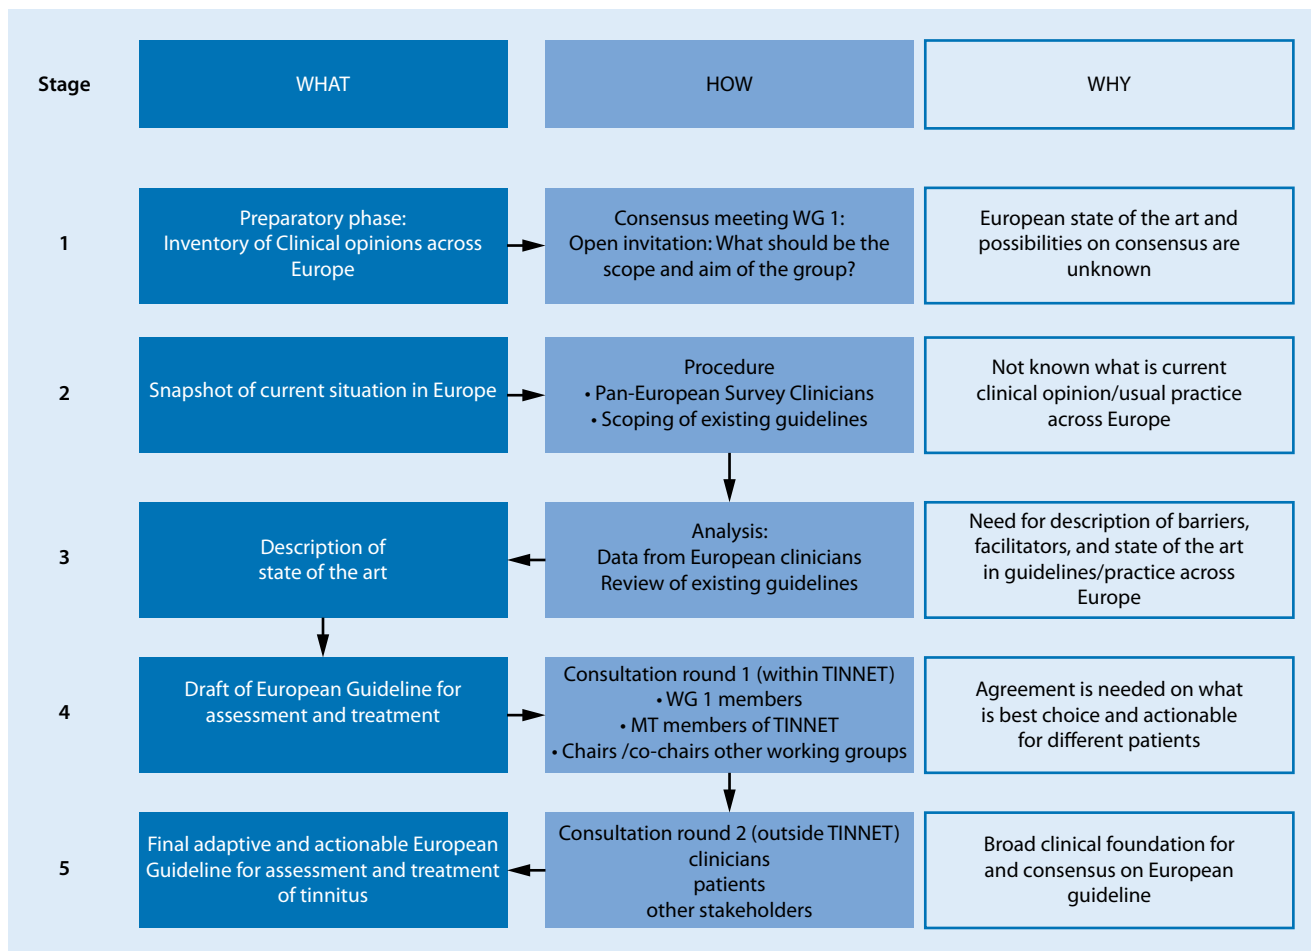 Stage
WHAT
HOW
WHY
1
Preparatory phase:
Inventory of Clinical opinions across
Europe
Consensus meeting WG 1:
Open invitation: What should be the
scope and aim of the group?
European state of the art and
possibilities on consensus are
unknown
2
Snapshot of current situation in Europe
Procedure
• Pan-European Survey Clinicians
• Scoping of existing guidelines
Not known what is current
clinical opinion/usual practice
across Europe
3
Description of
state of the art
Analysis:
Data from European clinicians
Review of existing guidelines
Need for description of barriers,
facilitators, and state of the art
in guidelines/practice across
Europe
4
Draft of European Guideline for
assessment and treatment
Consultation round 1 (within TINNET)
• WG 1 members
• MT members of TINNET
• Chairs /co-chairs other working groups
Agreement is needed on what
is best choice and actionable
for different patients
5
Final adaptive and actionable European
Guideline for assessment and treatment
of tinnitus
Consultation round 2 (outside TINNET)
clinicians
patients
other stakeholders
Broad clinical foundation for
and consensus on European
guideline